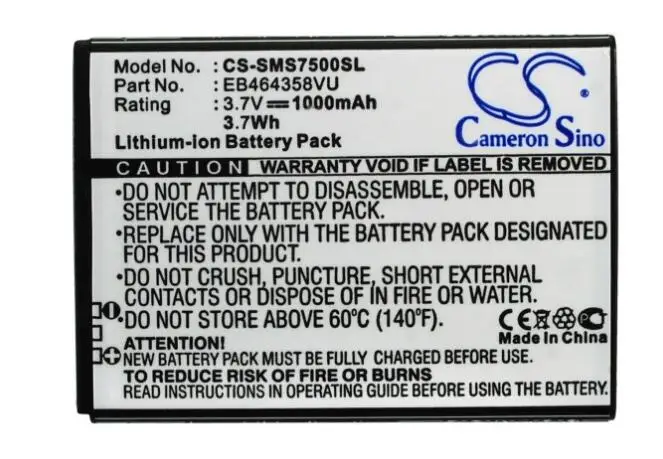 Model No. : CS-SMS7500SL
Part No. : EB464358VU
Rating : 3.7V⎓1000mAh
3.7Wh
Lithium-ion Battery Pack
CS
Cameron Sino
CAUTION WARRANTY VOID IF LABEL IS REMOVED
•DO NOT ATTEMPT TO DISASSEMBLE, OPEN OR
SERVICE THE BATTERY PACK.
•REPLACE ONLY WITH THE BATTERY PACK DESIGNATED
FOR THIS PRODUCT.
•DO NOT CRUSH, PUNCTURE, SHORT EXTERNAL
CONTACTS OR DISPOSE OF IN FIRE OR WATER.
•DO NOT STORE ABOVE 60°C (140°F).
CE
Made In China
ATTENTION!
NEW BATTERY PACK MUST BE FULLY CHARGED BEFORE USE
TO REDUCE RISK OF FIRE OR BURNS
READ INSTRUCTIONS IN OPERATING GUIDE BEFORE USING THE BATTERY